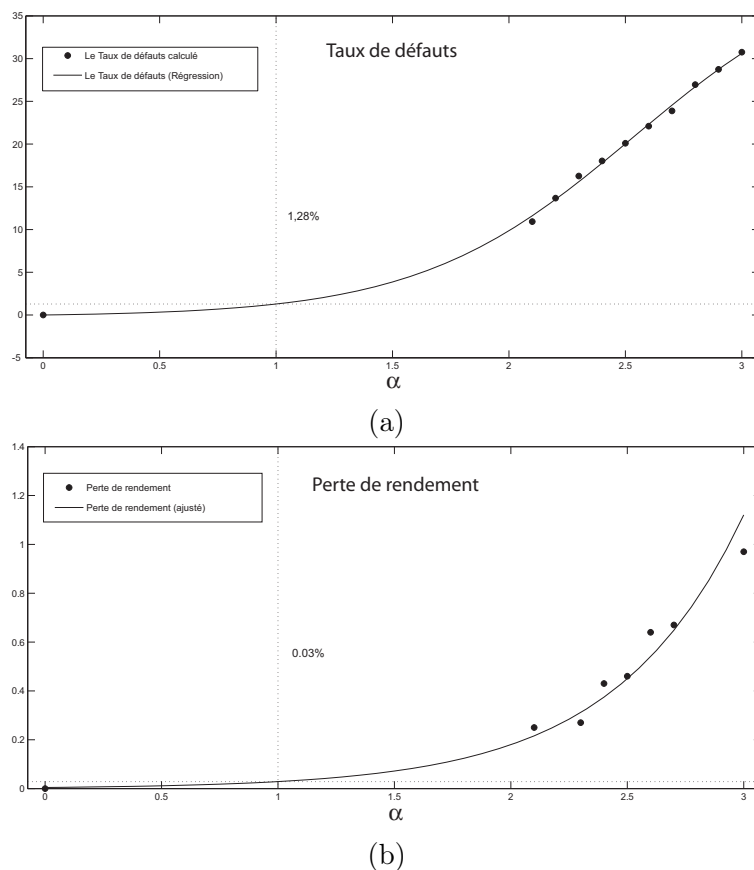 35
30
25
20
15
10
5
0
-5
Taux de défauts
Le Taux de défauts calculé
Le Taux de défauts (Régression)
1,28%
0 0.5 1 1.5 2 2.5 3
α
(a)
1.4
1.2
1
0.8
0.6
0.4
0.2
0
Perte de rendement
Perte de rendement
Perte de rendement (ajusté)
0.03%
0 0.5 1 1.5 2 2.5 3
α
(b)